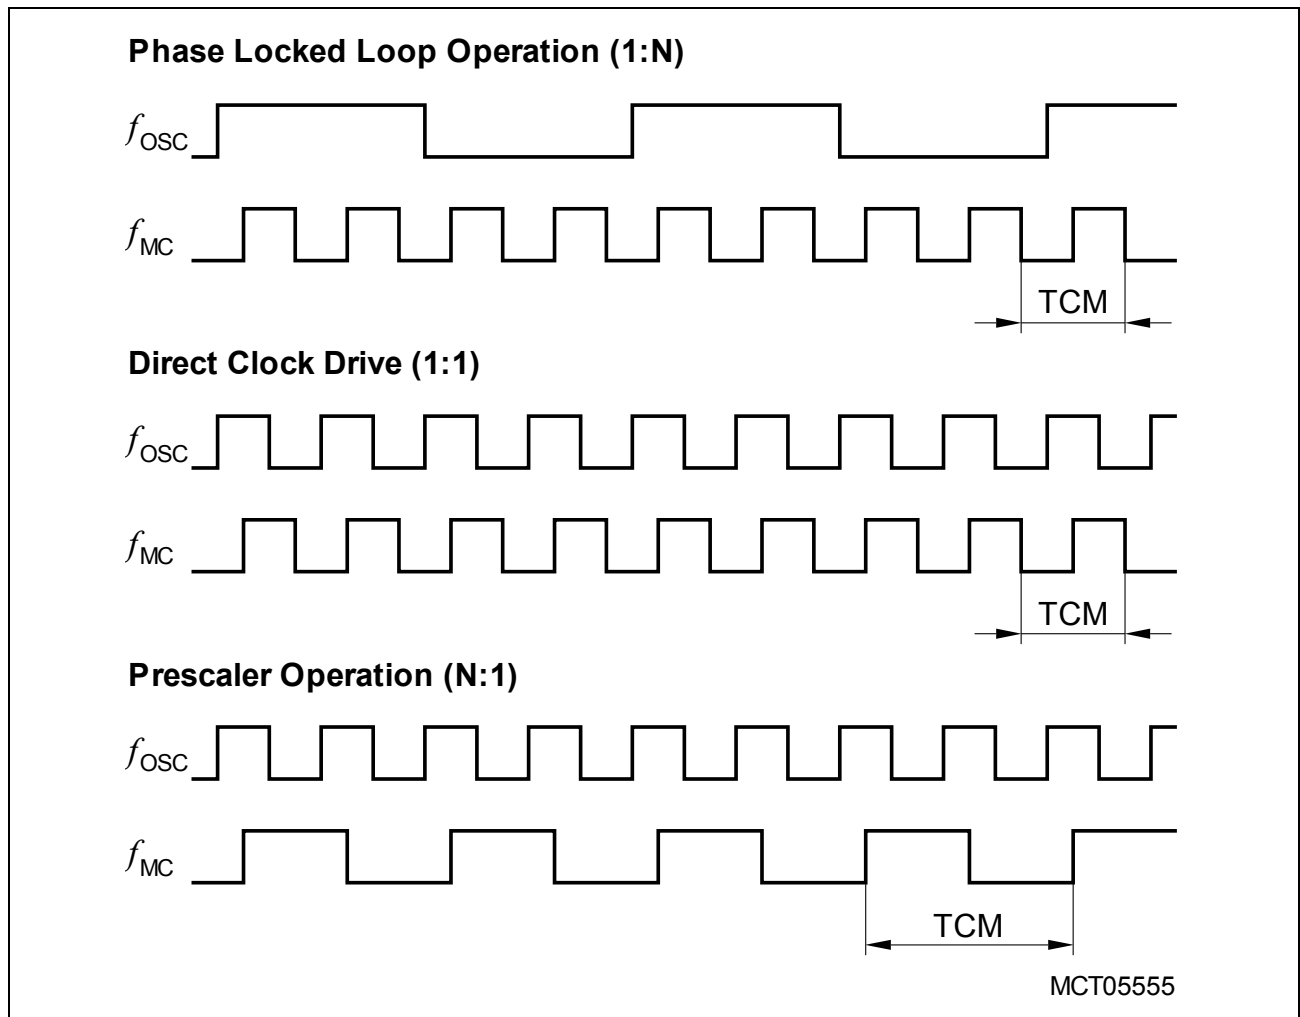 Phase Locked Loop Operation (1:N)
fOSC
fMC
TCM
Direct Clock Drive (1:1)
fOSC
fMC
TCM
Prescaler Operation (N:1)
fOSC
fMC
TCM
MCT05555